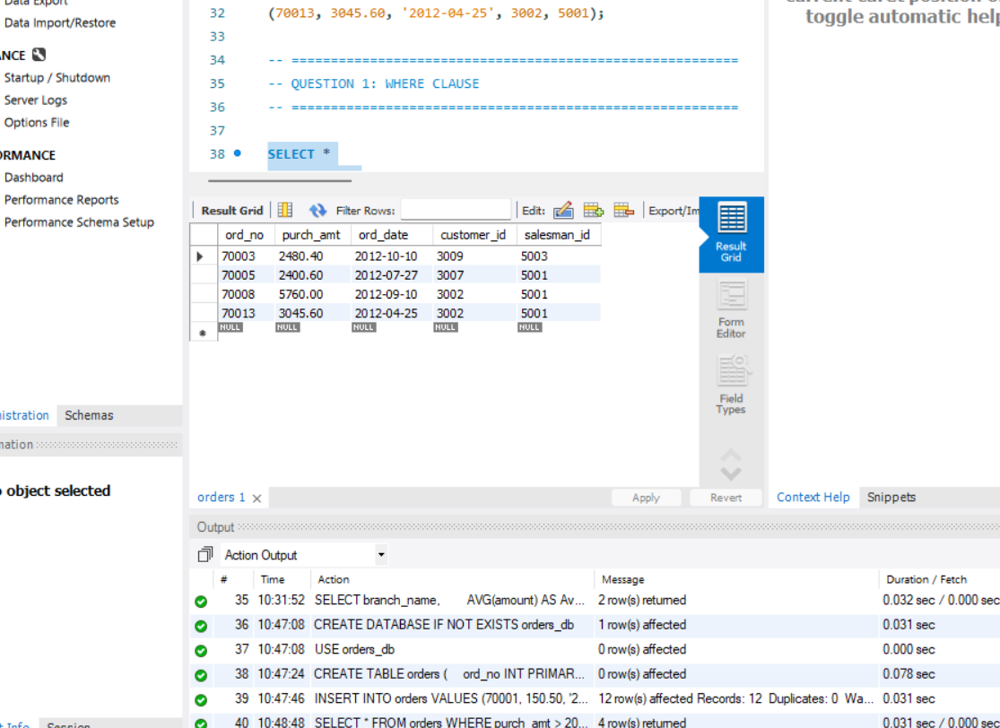 Data Export
Data Import/Restore
Startup / Shutdown
Server Logs
Options File
Dashboard
Performance Reports
Performance Schema Setup
Administration
Schemas
object selected
Session
32 (70013, 3045.60, '2012-04-25', 3002, 5001);
33
34 -- =========================================================
35 -- QUESTION 1: WHERE CLAUSE
36 -- =========================================================
37
38 SELECT *
Result Grid Filter Rows: Edit: Export/Im
ord_no purch_amt ord_date customer_id salesman_id
70003 2480.40 2012-10-10 3009 5003
70005 2400.60 2012-07-27 3007 5001
70008 5760.00 2012-09-10 3002 5001
70013 3045.60 2012-04-25 3002 5001
NULL NULL NULL NULL NULL
Result
Grid
Form
Editor
Field
Types
orders 1
Apply Revert
toggle automatic help
Context Help Snippets
Output
Action Output
# Time Action Message Duration / Fetch
35 10:31:52 SELECT branch_name, AVG(amount) AS Av... 2 row(s) returned 0.032 sec / 0.000 sec
36 10:47:08 CREATE DATABASE IF NOT EXISTS orders_db 1 row(s) affected 0.031 sec
37 10:47:08 USE orders_db 0 row(s) affected 0.000 sec
38 10:47:24 CREATE TABLE orders ( ord_no INT PRIMAR... 0 row(s) affected 0.078 sec
39 10:47:46 INSERT INTO orders VALUES (70001, 150.50, '2... 12 row(s) affected Records: 12 Duplicates: 0 Wa... 0.031 sec
40 10:48:48 SELECT * FROM orders WHERE purch_amt > 20... 4 row(s) returned 0.031 sec / 0.000 sec